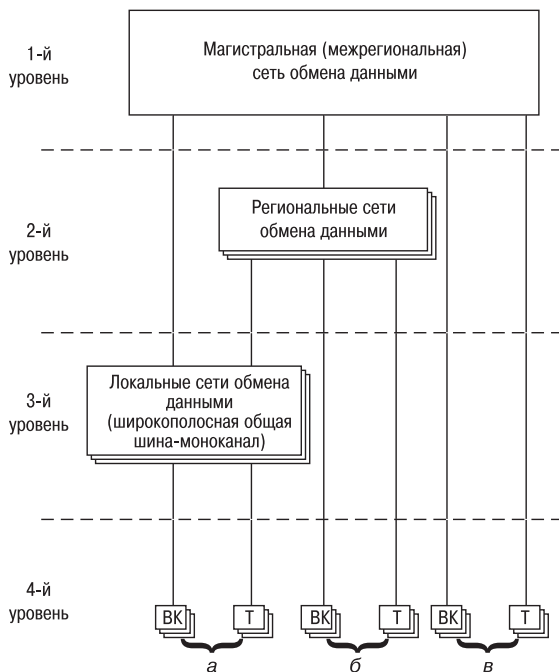 1-й
уровень
Магистральная (межрегиональная)
сеть обмена данными
2-й
уровень
Региональные сети
обмена данными
3-й
уровень
Локальные сети обмена
данными
(широкополосная общая
шина-моноканал)
4-й
уровень
ВК Т ВК Т ВК Т
а б в